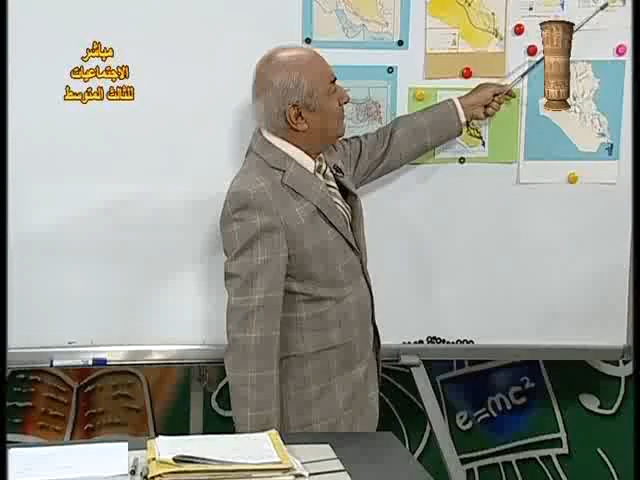 مباشر
الاجتماعيات
للثالث المتوسط
e=mc²